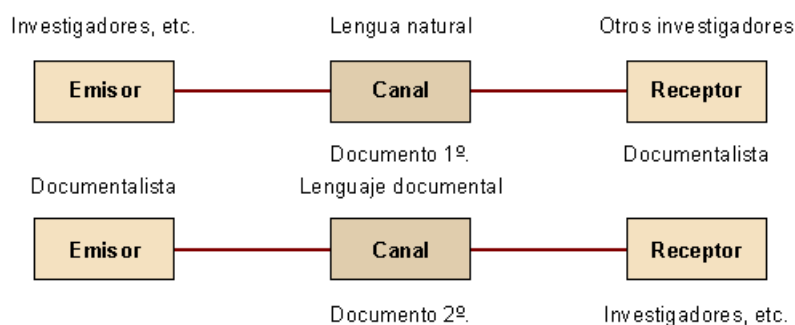 Investigadores, etc. Lengua natural Otros investigadores
Emisor Canal Receptor
Documento 1º. Documentalista
Documentalista Lenguaje documental
Emisor Canal Receptor
Documento 2º. Investigadores, etc.